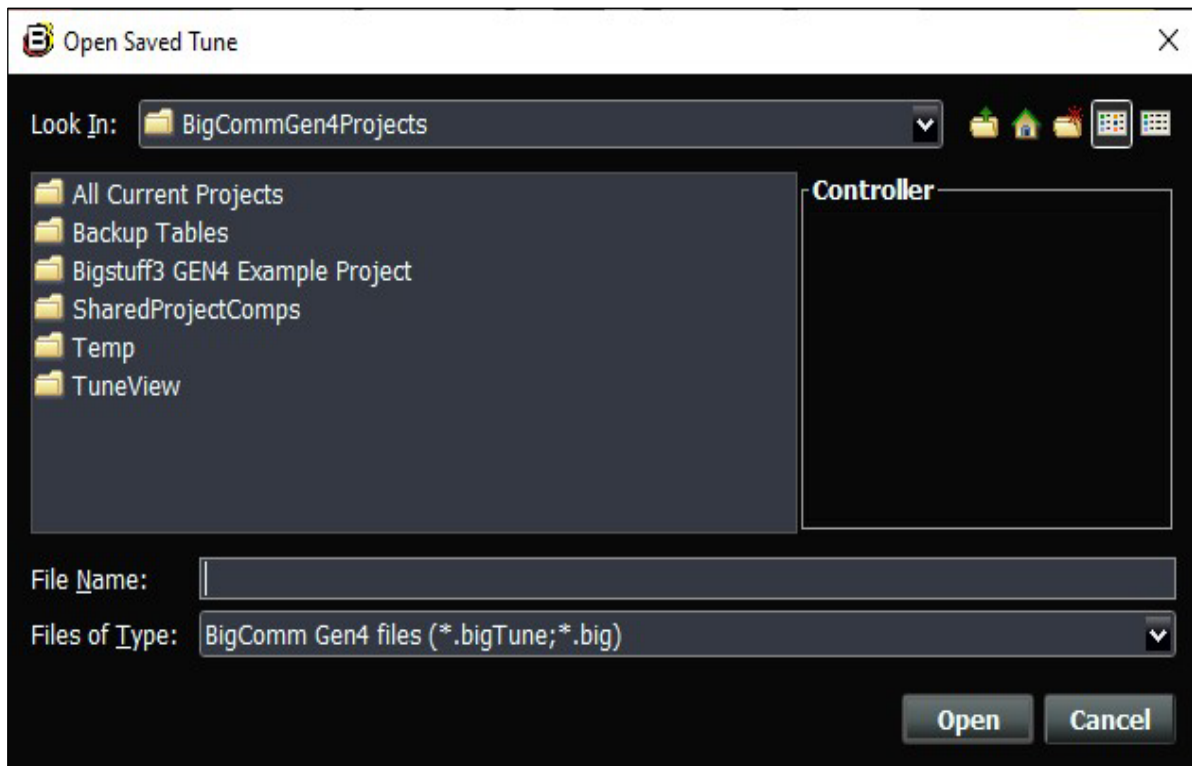 B Open Saved Tune
Look In: BigCommGen4Projects
All Current Projects
Backup Tables
Bigstuff3 GEN4 Example Project
SharedProjectComps
Temp
TuneView
Controller
File Name:
Files of Type: BigComm Gen4 files (*.bigTune;*.big)
Open Cancel